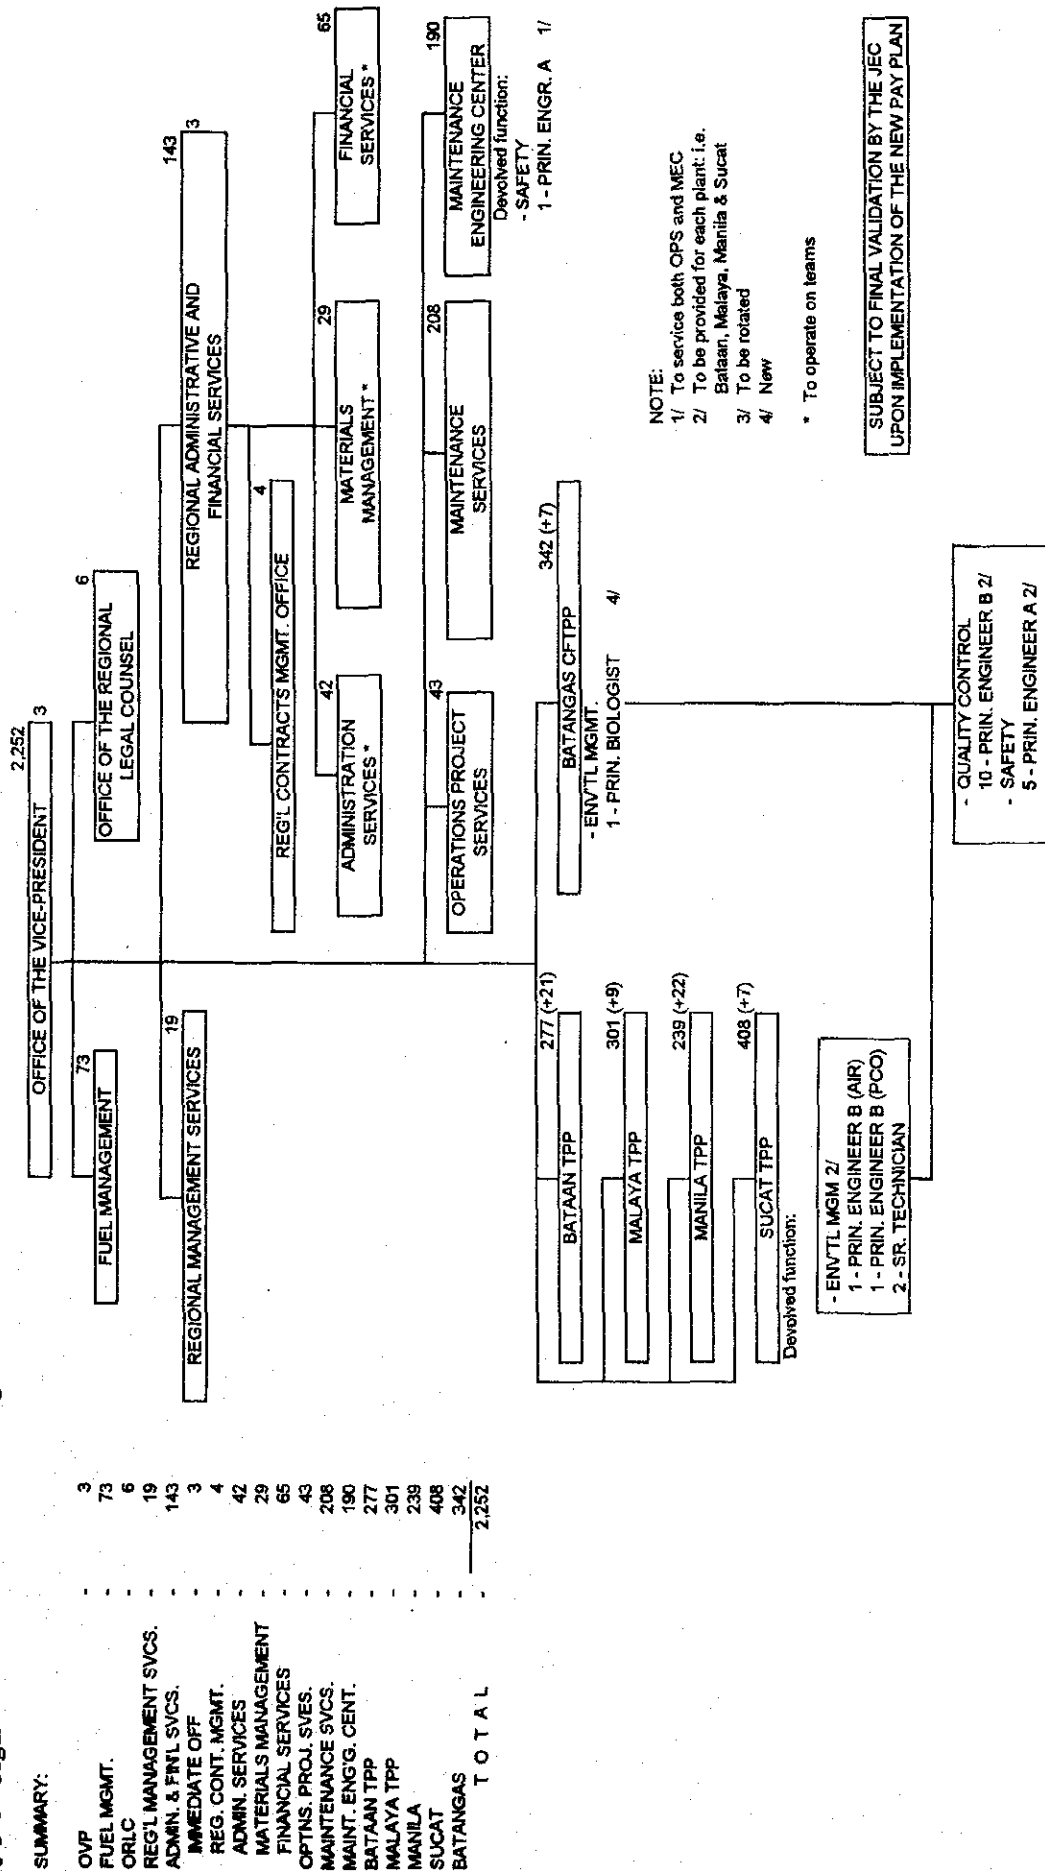 SUMMARY:
OVP - 3
FUEL MGMT. - 73
ORLC - 6
REG'L MANAGEMENT SVCS. - 19
ADMIN. & FIN'L SVCS. - 143
IMMEDIATE OFF - 3
REG. CONT. MGMT. - 4
ADMIN. SERVICES - 42
MATERIALS MANAGEMENT - 29
FINANCIAL SERVICES - 65
OPTNS. PROJ. SVES. - 43
MAINTENANCE SVCS. - 208
MAINT. ENG'G. CENT. - 190
BATAAN TPP - 277
MALAYA TPP - 301
MANILA - 239
SUCAT - 408
BATANGAS - 342
T O T A L - 2,252
2,252
OFFICE OF THE VICE-PRESIDENT 3
73
FUEL MANAGEMENT
6
OFFICE OF THE REGIONAL
LEGAL COUNSEL
19
REGIONAL MANAGEMENT SERVICES
143
REGIONAL ADMINISTRATIVE AND 3
FINANCIAL SERVICES
4
REG'L CONTRACTS MGMT. OFFICE
42
ADMINISTRATION
SERVICES *
29
MATERIALS
MANAGEMENT *
65
FINANCIAL
SERVICES *
43
OPERATIONS PROJECT
SERVICES
208
MAINTENANCE
SERVICES
190
MAINTENANCE
ENGINEERING CENTER
Devolved function:
- SAFETY
1 - PRIN. ENGR. A 1/
277 (+21)
BATAAN TPP
301 (+9)
MALAYA TPP
239 (+22)
MANILA TPP
408 (+7)
SUCAT TPP
Devolved function:
- ENV'TL MGM 2/
1 - PRIN. ENGINEER B (AIR)
1 - PRIN. ENGINEER B (PCO)
2 - SR. TECHNICIAN
342 (+7)
BATANGAS CFTPP
- ENV'TL MGMT.
1 - PRIN. BIOLOGIST 4/
- QUALITY CONTROL
10 - PRIN. ENGINEER B 2/
- SAFETY
5 - PRIN. ENGINEER A 2/
NOTE:
1/ To service both OPS and MEC
2/ To be provided for each plant: i.e.
Bataan, Malaya, Manila & Sucat
3/ To be rotated
4/ New
* To operate on teams
SUBJECT TO FINAL VALIDATION BY THE JEC
UPON IMPLEMENTATION OF THE NEW PAY PLAN